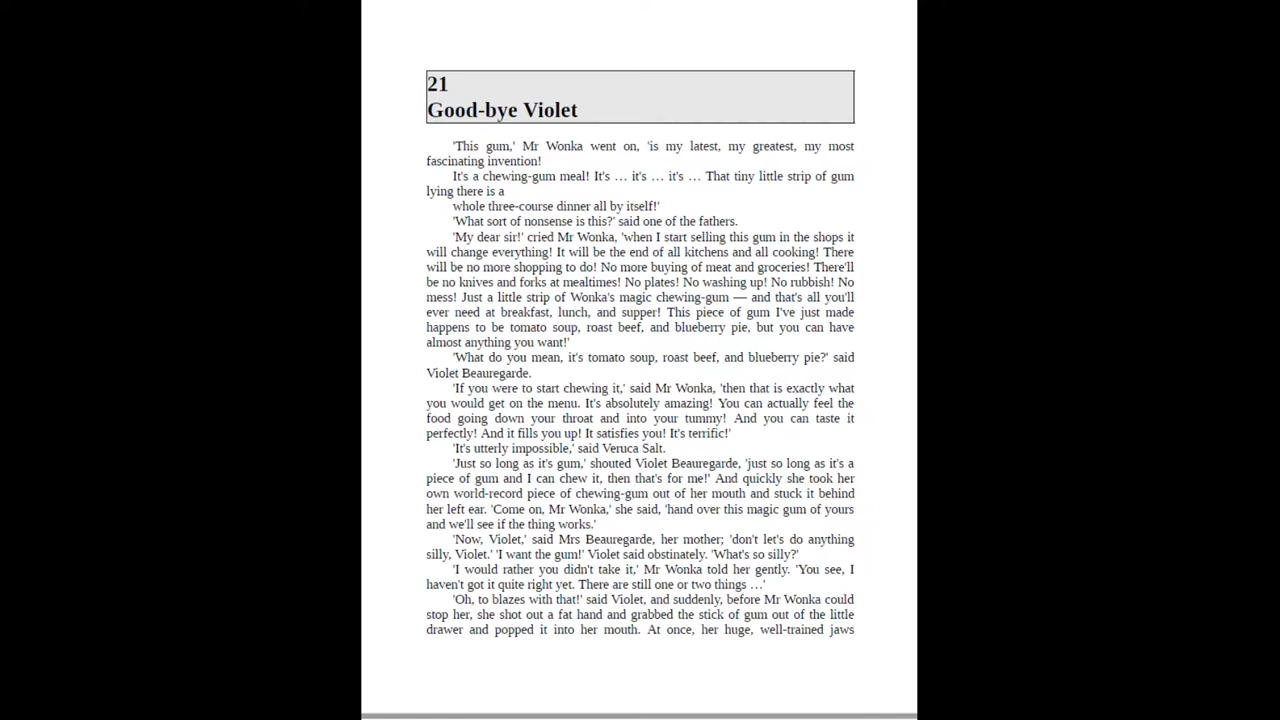 21
Good-bye Violet
'This gum,' Mr Wonka went on, 'is my latest, my greatest, my most
fascinating invention!
It's a chewing-gum meal! It's … it's … it's … That tiny little strip of gum
lying there is a
whole three-course dinner all by itself!'
'What sort of nonsense is this?' said one of the fathers.
'My dear sir!' cried Mr Wonka, 'when I start selling this gum in the shops it
will change everything! It will be the end of all kitchens and all cooking! There
will be no more shopping to do! No more buying of meat and groceries! There'll
be no knives and forks at mealtimes! No plates! No washing up! No rubbish! No
mess! Just a little strip of Wonka's magic chewing-gum — and that's all you'll
ever need at breakfast, lunch, and supper! This piece of gum I've just made
happens to be tomato soup, roast beef, and blueberry pie, but you can have
almost anything you want!'
'What do you mean, it's tomato soup, roast beef, and blueberry pie?' said
Violet Beauregarde.
'If you were to start chewing it,' said Mr Wonka, 'then that is exactly what
you would get on the menu. It's absolutely amazing! You can actually feel the
food going down your throat and into your tummy! And you can taste it
perfectly! And it fills you up! It satisfies you! It's terrific!'
'It's utterly impossible,' said Veruca Salt.
'Just so long as it's gum,' shouted Violet Beauregarde, 'just so long as it's a
piece of gum and I can chew it, then that's for me!' And quickly she took her
own world-record piece of chewing-gum out of her mouth and stuck it behind
her left ear. 'Come on, Mr Wonka,' she said, 'hand over this magic gum of yours
and we'll see if the thing works.'
'Now, Violet,' said Mrs Beauregarde, her mother; 'don't let's do anything
silly, Violet.' 'I want the gum!' Violet said obstinately. 'What's so silly?'
'I would rather you didn't take it,' Mr Wonka told her gently. 'You see, I
haven't got it quite right yet. There are still one or two things …'
'Oh, to blazes with that!' said Violet, and suddenly, before Mr Wonka could
stop her, she shot out a fat hand and grabbed the stick of gum out of the little
drawer and popped it into her mouth. At once, her huge, well-trained jaws